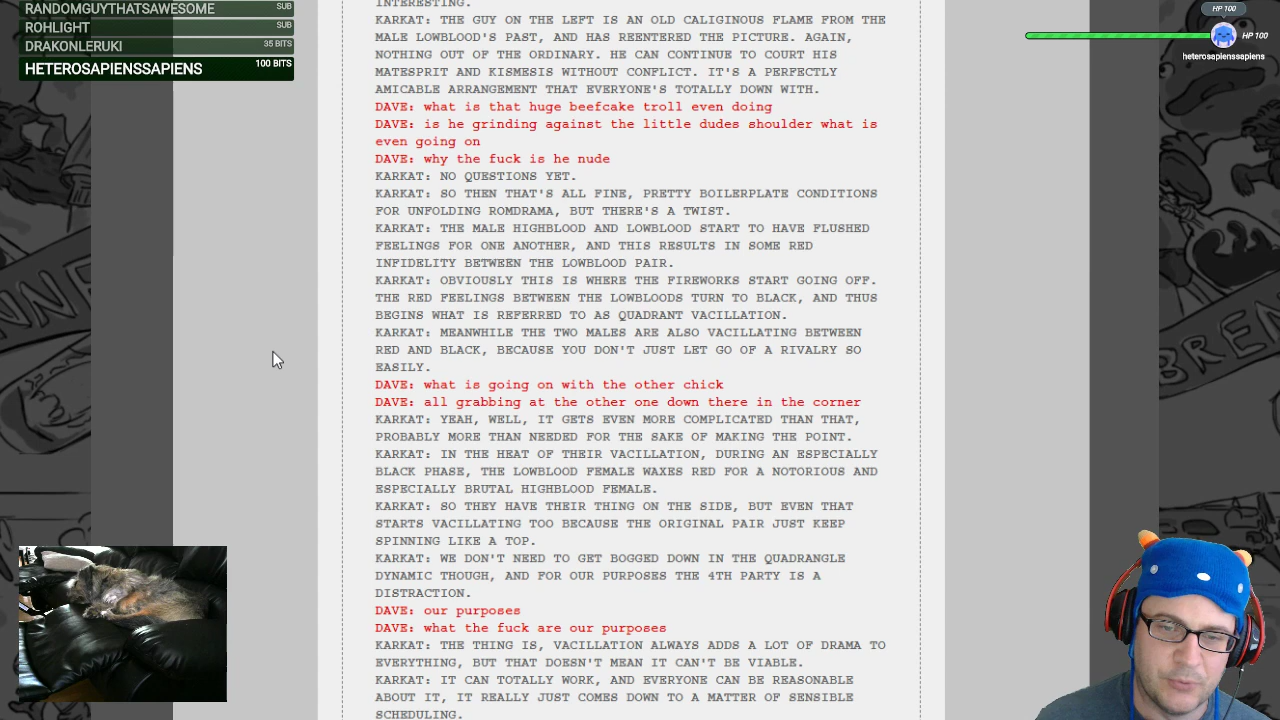 RANDOMGUYTHATSAWESOME SUB
ROHLIGHT SUB
DRAKONLERUKI 35 BITS
HETEROSAPIENSSAPIENS 100 BITS
HP 100
HP 100
heterosapienssapiens
INTERESTING.
KARKAT: THE GUY ON THE LEFT IS AN OLD CALIGINOUS FLAME FROM THE
MALE LOWBLOOD'S PAST, AND HAS REENTERED THE PICTURE. AGAIN,
NOTHING OUT OF THE ORDINARY. HE CAN CONTINUE TO COURT HIS
MATESPRIT AND KISMESIS WITHOUT CONFLICT. IT'S A PERFECTLY
AMICABLE ARRANGEMENT THAT EVERYONE'S TOTALLY DOWN WITH.
DAVE: what is that huge beefcake troll even doing
DAVE: is he grinding against the little dudes shoulder what is
even going on
DAVE: why the fuck is he nude
KARKAT: NO QUESTIONS YET.
KARKAT: SO THEN THAT'S ALL FINE, PRETTY BOILERPLATE CONDITIONS
FOR UNFOLDING ROMDRAMA, BUT THERE'S A TWIST.
KARKAT: THE MALE HIGHBLOOD AND LOWBLOOD START TO HAVE FLUSHED
FEELINGS FOR ONE ANOTHER, AND THIS RESULTS IN SOME RED
INFIDELITY BETWEEN THE LOWBLOOD PAIR.
KARKAT: OBVIOUSLY THIS IS WHERE THE FIREWORKS START GOING OFF.
THE RED FEELINGS BETWEEN THE LOWBLOODS TURN TO BLACK, AND THUS
BEGINS WHAT IS REFERRED TO AS QUADRANT VACILLATION.
KARKAT: MEANWHILE THE TWO MALES ARE ALSO VACILLATING BETWEEN
RED AND BLACK, BECAUSE YOU DON'T JUST LET GO OF A RIVALRY SO
EASILY.
DAVE: what is going on with the other chick
DAVE: all grabbing at the other one down there in the corner
KARKAT: YEAH, WELL, IT GETS EVEN MORE COMPLICATED THAN THAT,
PROBABLY MORE THAN NEEDED FOR THE SAKE OF MAKING THE POINT.
KARKAT: IN THE HEAT OF THEIR VACILLATION, DURING AN ESPECIALLY
BLACK PHASE, THE LOWBLOOD FEMALE WAXES RED FOR A NOTORIOUS AND
ESPECIALLY BRUTAL HIGHBLOOD FEMALE.
KARKAT: SO THEY HAVE THEIR THING ON THE SIDE, BUT EVEN THAT
STARTS VACILLATING TOO BECAUSE THE ORIGINAL PAIR JUST KEEP
SPINNING LIKE A TOP.
KARKAT: WE DON'T NEED TO GET BOGGED DOWN IN THE QUADRANGLE
DYNAMIC THOUGH, AND FOR OUR PURPOSES THE 4TH PARTY IS A
DISTRACTION.
DAVE: our purposes
DAVE: what the fuck are our purposes
KARKAT: THE THING IS, VACILLATION ALWAYS ADDS A LOT OF DRAMA TO
EVERYTHING, BUT THAT DOESN'T MEAN IT CAN'T BE VIABLE.
KARKAT: IT CAN TOTALLY WORK, AND EVERYONE CAN BE REASONABLE
ABOUT IT, IT REALLY JUST COMES DOWN TO A MATTER OF SENSIBLE
SCHEDULING.